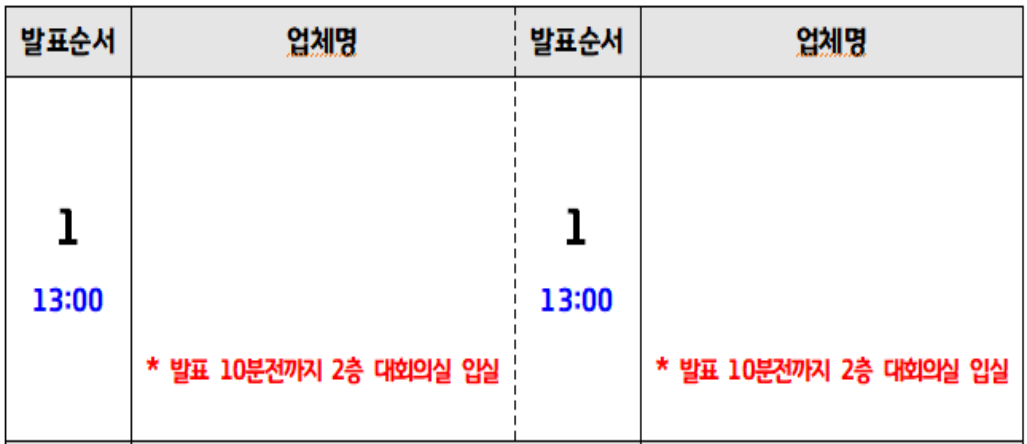 발표순서 업체명 발표순서 업체명
1 1
13:00 13:00
* 발표 10분전까지 2층 대회의실 입실 * 발표 10분전까지 2층 대회의실 입실